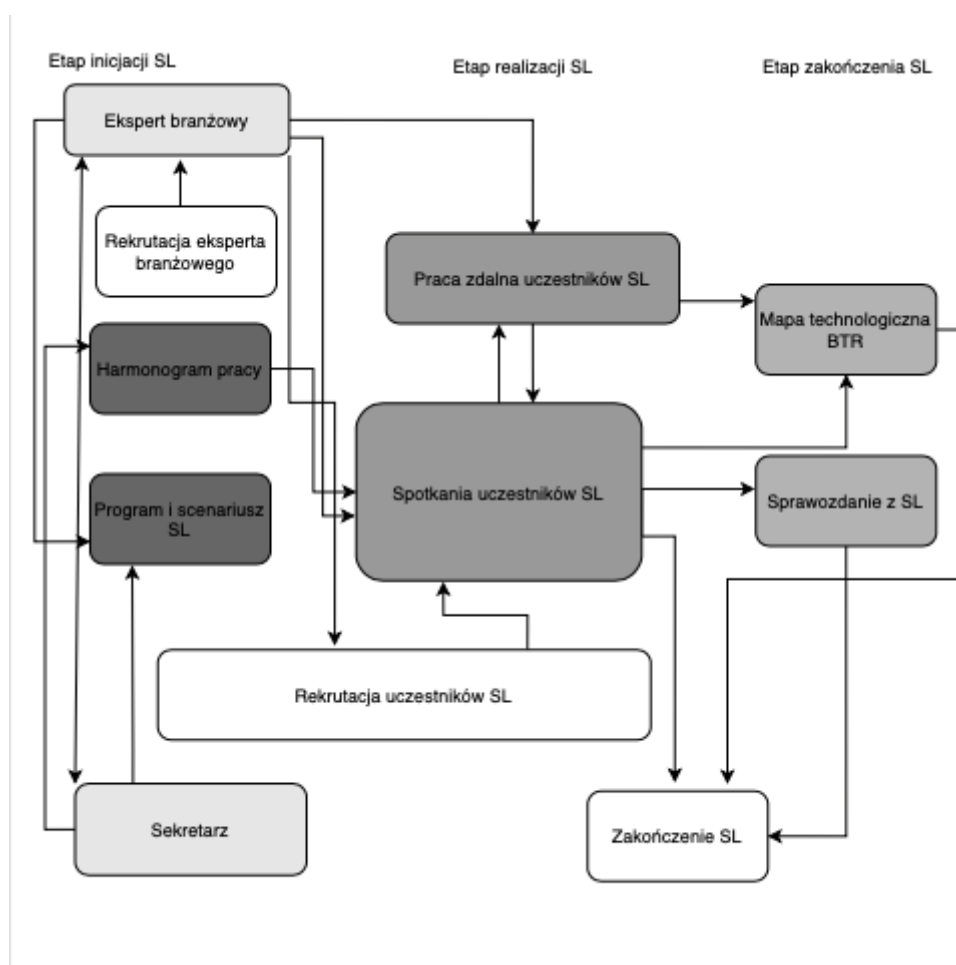 Etap inicjacji SL
Etap realizacji SL
Etap zakończenia SL
Ekspert branżowy
Rekrutacja eksperta
branżowego
Praca zdalna uczestników SL
Mapa technologiczna
BTR
Harmonogram pracy
Spotkania uczestników SL
Program i scenariusz
SL
Sprawozdanie z SL
Rekrutacja uczestników SL
Sekretarz
Zakończenie SL